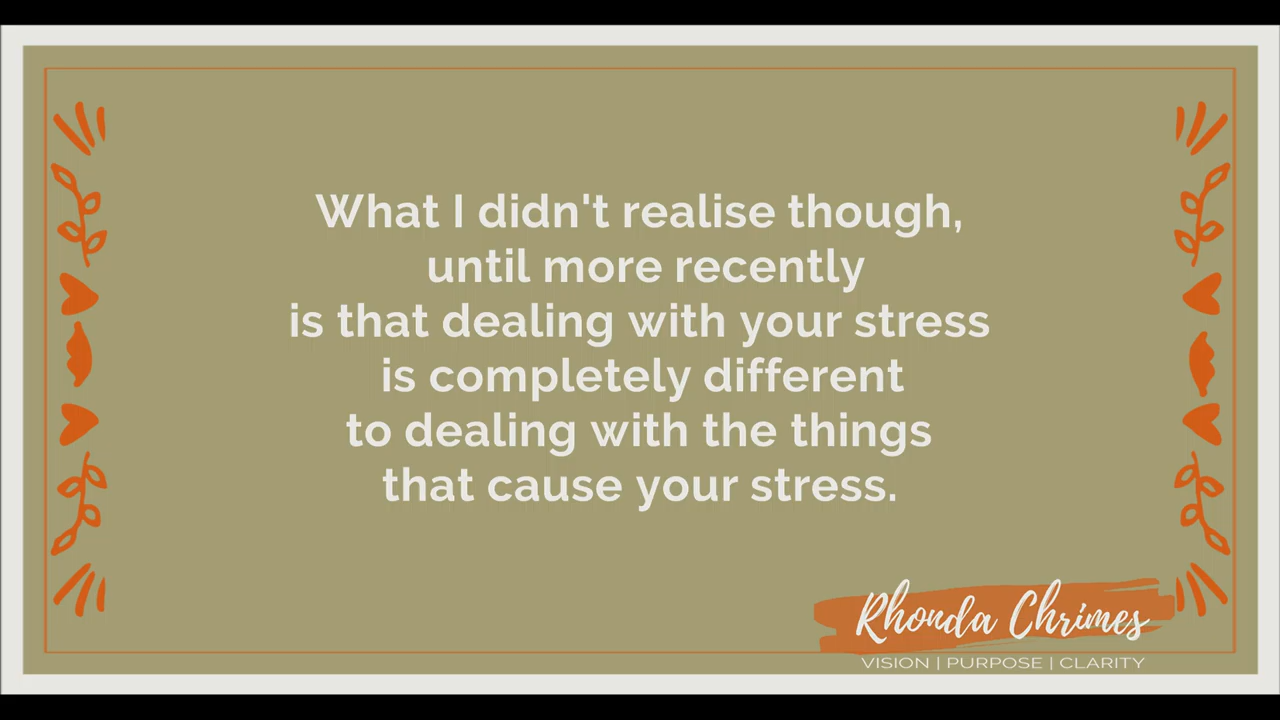 What I didn't realise though,
until more recently
is that dealing with your stress
is completely different
to dealing with the things
that cause your stress.
Rhonda Chrimes
VISION | PURPOSE | CLARITY